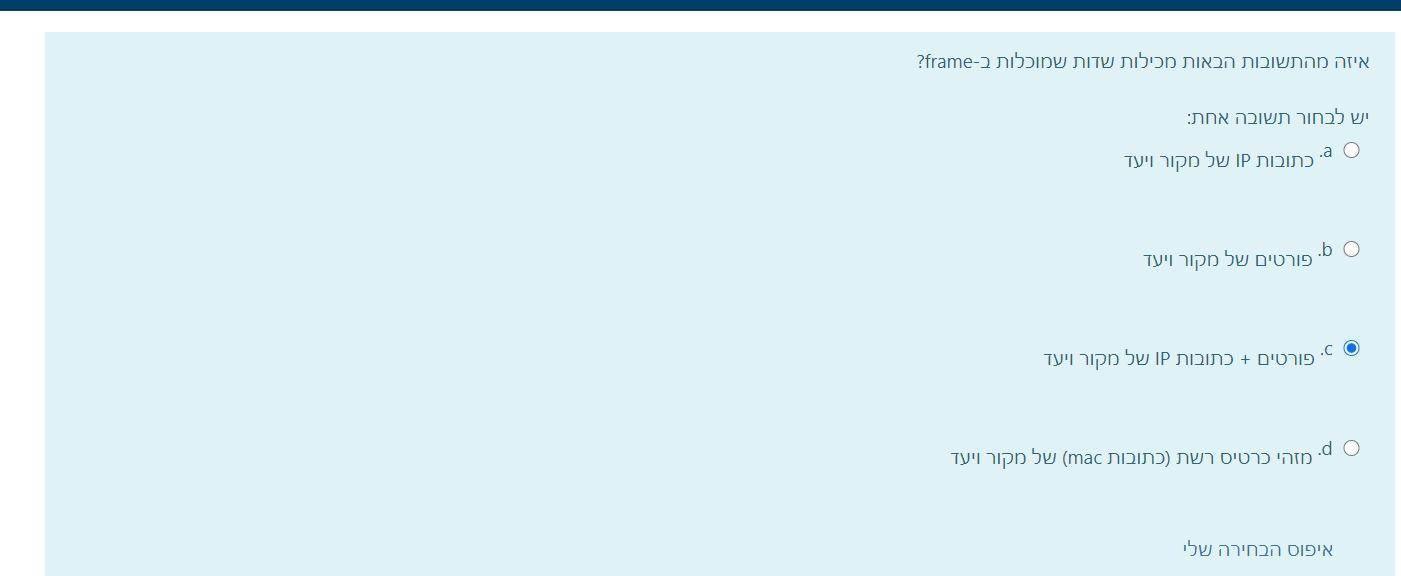 איזה מהתשובות הבאות מכילות שדות שמוכלות ב-frame?
יש לבחור תשובה אחת:
a. כתובות IP של מקור ויעד
b. פורטים של מקור ויעד
c. פורטים + כתובות IP של מקור ויעד
d. מזהי כרטיס רשת (כתובות mac) של מקור ויעד
איפוס הבחירה שלי